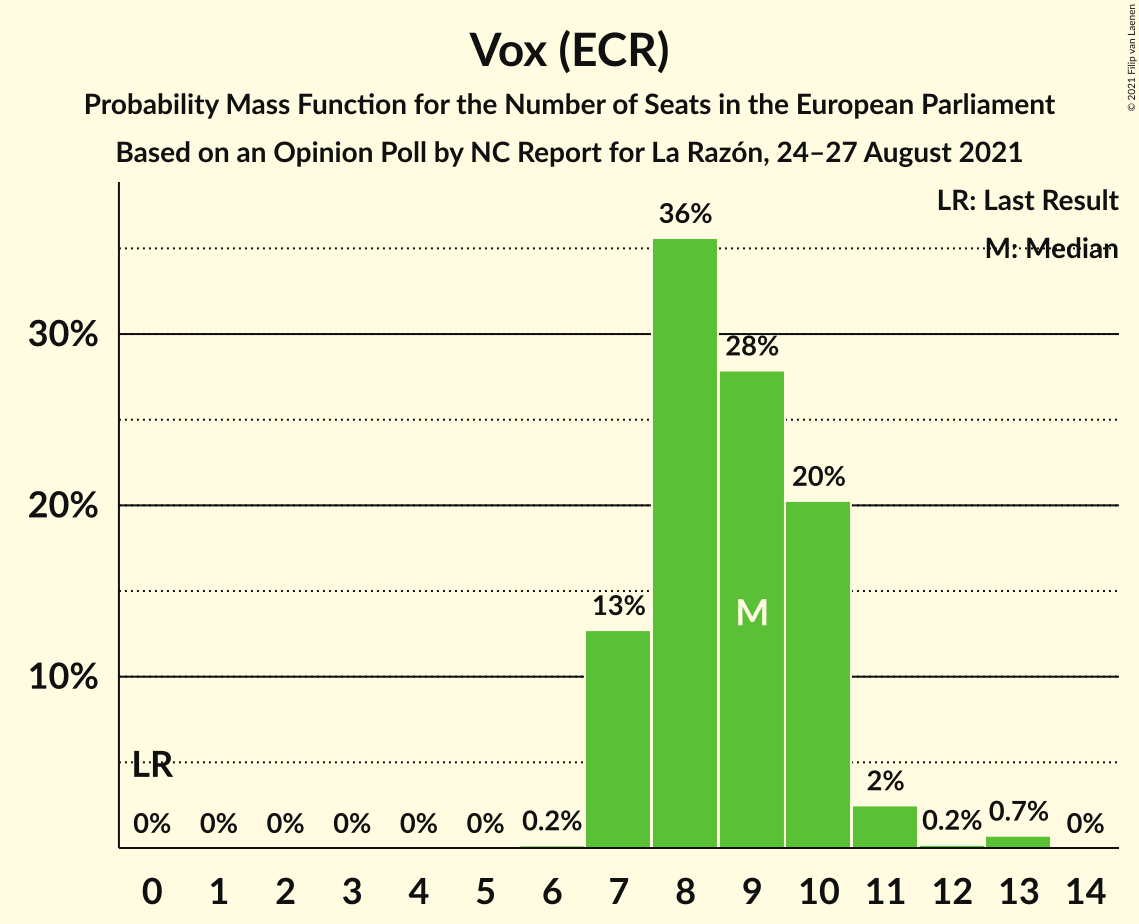 © 2021 Filip van Laenen
Vox (ECR)
Probability Mass Function for the Number of Seats in the European Parliament
Based on an Opinion Poll by NC Report for La Razón, 24–27 August 2021
LR: Last Result
M: Median
36%
30%
28%
20%
20%
13%
M
10%
LR
2%
0% 0% 0% 0% 0% 0% 0.2% 0.2% 0.7% 0%
0 1 2 3 4 5 6 7 8 9 10 11 12 13 14